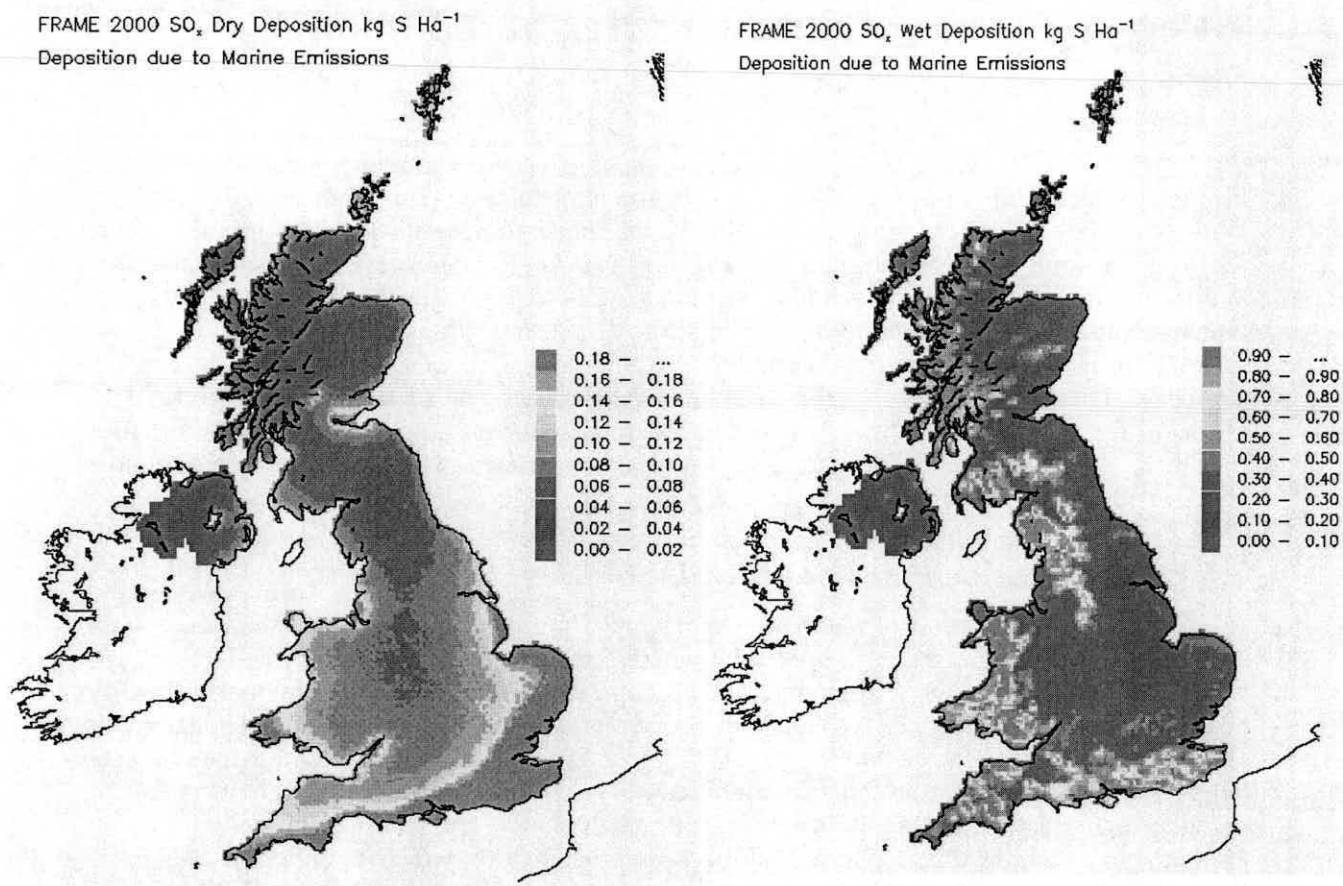 FRAME 2000 SOx Dry Deposition kg S Ha⁻¹
Deposition due to Marine Emissions
0.18 – ...
0.16 – 0.18
0.14 – 0.16
0.12 – 0.14
0.10 – 0.12
0.08 – 0.10
0.06 – 0.08
0.04 – 0.06
0.02 – 0.04
0.00 – 0.02
FRAME 2000 SOx Wet Deposition kg S Ha⁻¹
Deposition due to Marine Emissions
0.90 – ...
0.80 – 0.90
0.70 – 0.80
0.60 – 0.70
0.50 – 0.60
0.40 – 0.50
0.30 – 0.40
0.20 – 0.30
0.10 – 0.20
0.00 – 0.10